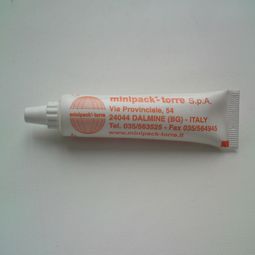 minipack®-torre S.p.A.
Via Provinciale, 54
24044 DALMINE (BG) - ITALY
Tel. 035/563525 - Fax 035/564945
www.minipack-torre.it
minipack®-torre